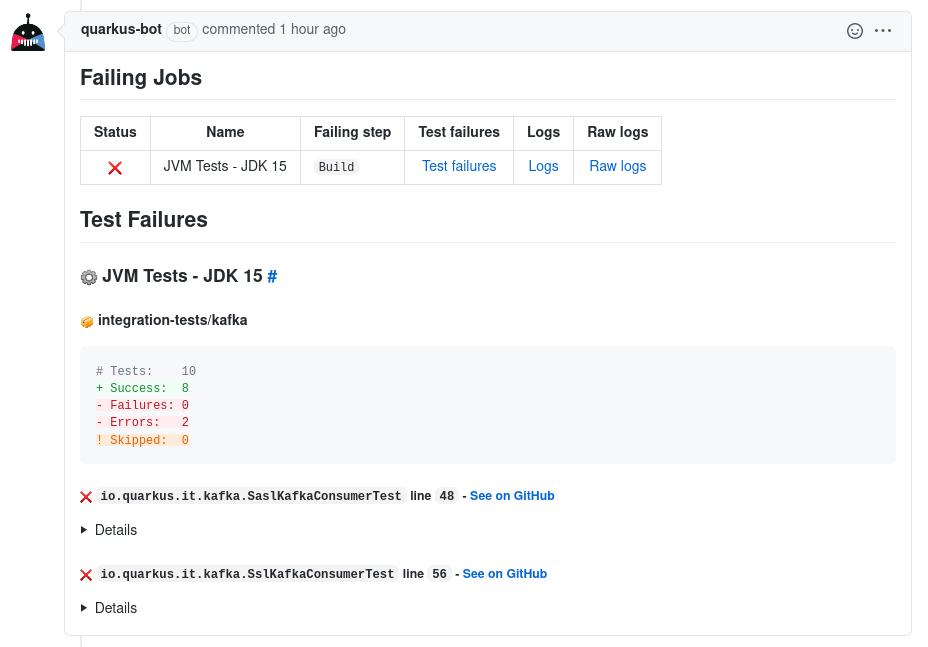 quarkus-bot bot commented 1 hour ago
Failing Jobs
Status Name Failing step Test failures Logs Raw logs
JVM Tests - JDK 15 Build Test failures Logs Raw logs
Test Failures
JVM Tests - JDK 15 #
integration-tests/kafka
# Tests:    10
+ Success:  8
- Failures: 0
- Errors:   2
! Skipped:  0
io.quarkus.it.kafka.SaslKafkaConsumerTest line 48 - See on GitHub
Details
io.quarkus.it.kafka.SslKafkaConsumerTest line 56 - See on GitHub
Details